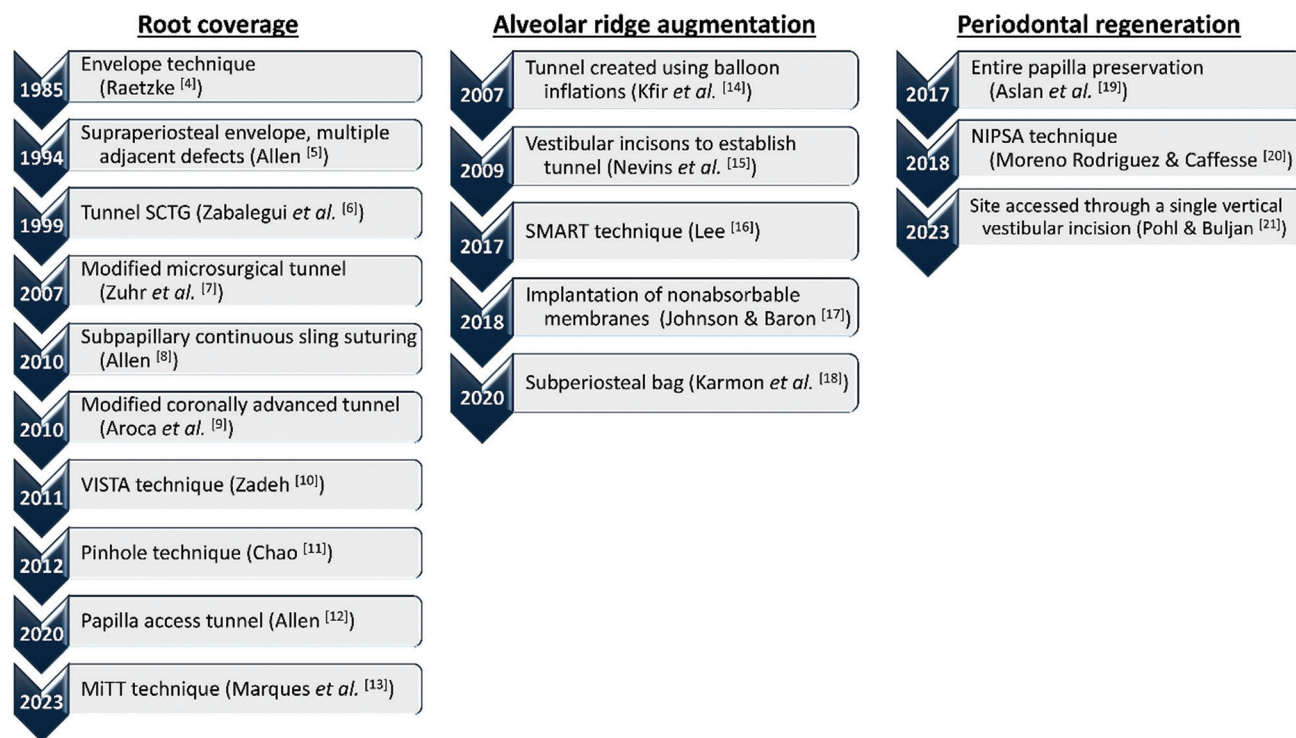 Root coverage
1985
Envelope technique
(Raetzke [4])
1994
Supraperiosteal envelope, multiple
adjacent defects (Allen [5])
1999
Tunnel SCTG (Zabalegui et al. [6])
2007
Modified microsurgical tunnel
(Zuhr et al. [7])
2010
Subpapillary continuous sling suturing
(Allen [8])
2010
Modified coronally advanced tunnel
(Aroca et al. [9])
2011
VISTA technique (Zadeh [10])
2012
Pinhole technique (Chao [11])
2020
Papilla access tunnel (Allen [12])
2023
MiTT technique (Marques et al. [13])
Alveolar ridge augmentation
2007
Tunnel created using balloon
inflations (Kfir et al. [14])
2009
Vestibular incisons to establish
tunnel (Nevins et al. [15])
2017
SMART technique (Lee [16])
2018
Implantation of nonabsorbable
membranes (Johnson & Baron [17])
2020
Subperiosteal bag (Karmon et al. [18])
Periodontal regeneration
2017
Entire papilla preservation
(Aslan et al. [19])
2018
NIPSA technique
(Moreno Rodriguez & Caffesse [20])
2023
Site accessed through a single vertical
vestibular incision (Pohl & Buljan [21])